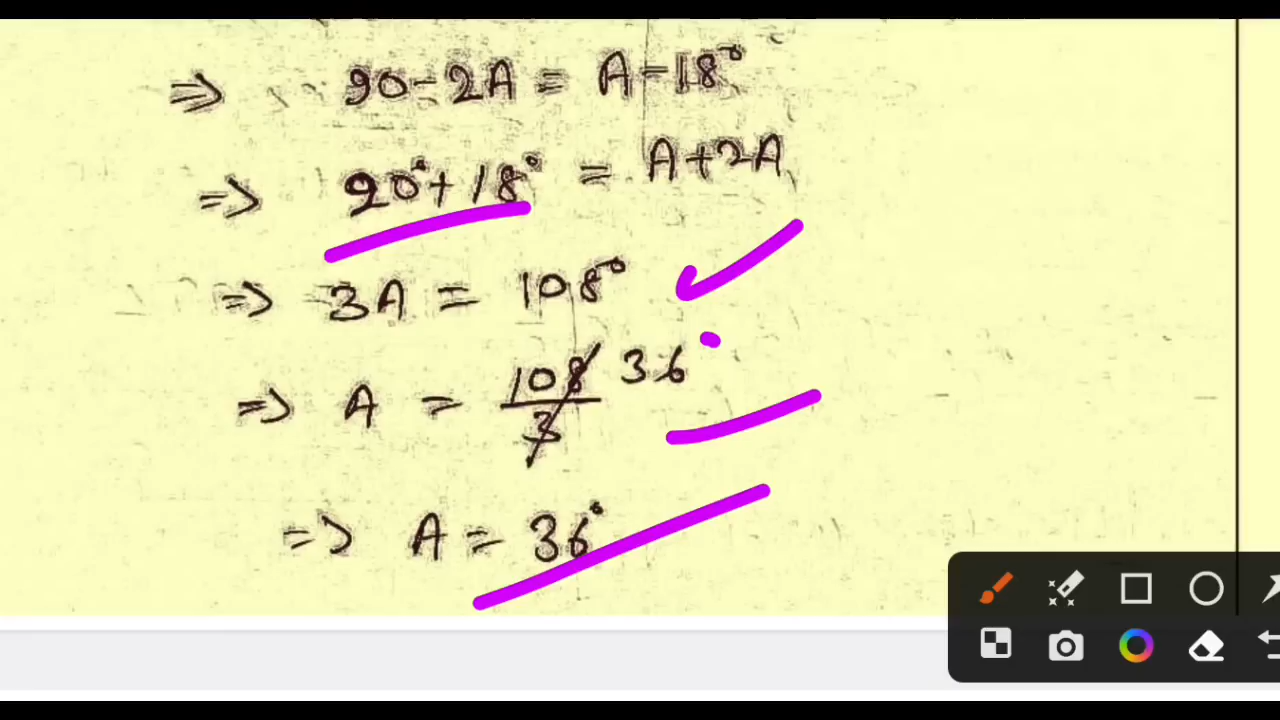 ⇒ 90-2A = A-18°
⇒ 90°+18° = A+2A
⇒ 3A = 108°
⇒ A = 108/3 36°
⇒ A = 36°